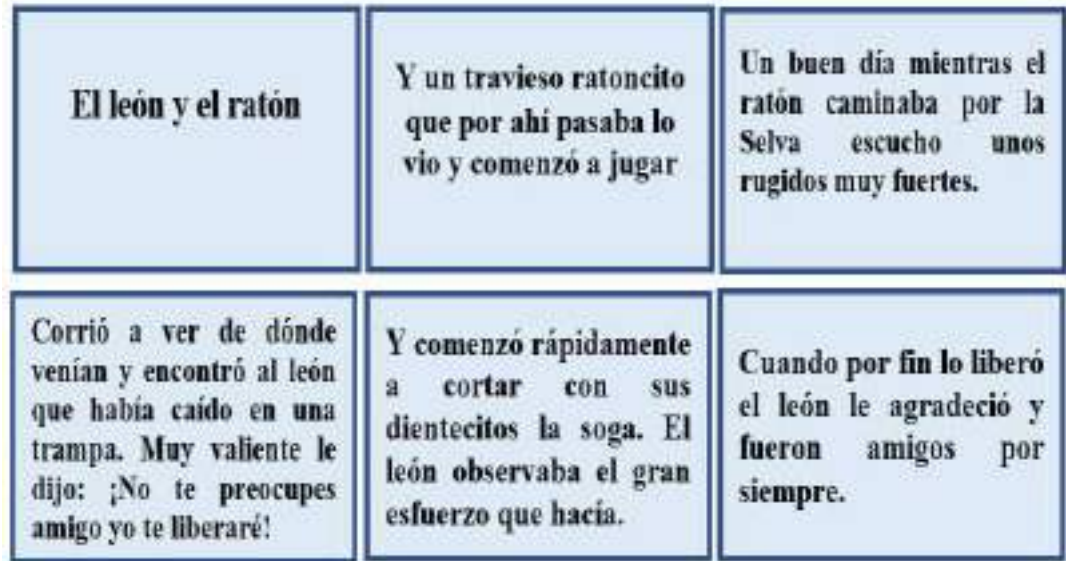 El león y el ratón
Y un travieso ratoncito
que por ahí pasaba lo
vio y comenzó a jugar
Un buen día mientras el
ratón caminaba por la
Selva escucho unos
rugidos muy fuertes.
Corrió a ver de dónde
venían y encontró al león
que había caído en una
trampa. Muy valiente le
dijo: ¡No te preocupes
amigo yo te liberaré!
Y comenzó rápidamente
a cortar con sus
dientecitos la soga. El
león observaba el gran
esfuerzo que hacía.
Cuando por fin lo liberó
el león le agradeció y
fueron amigos por
siempre.